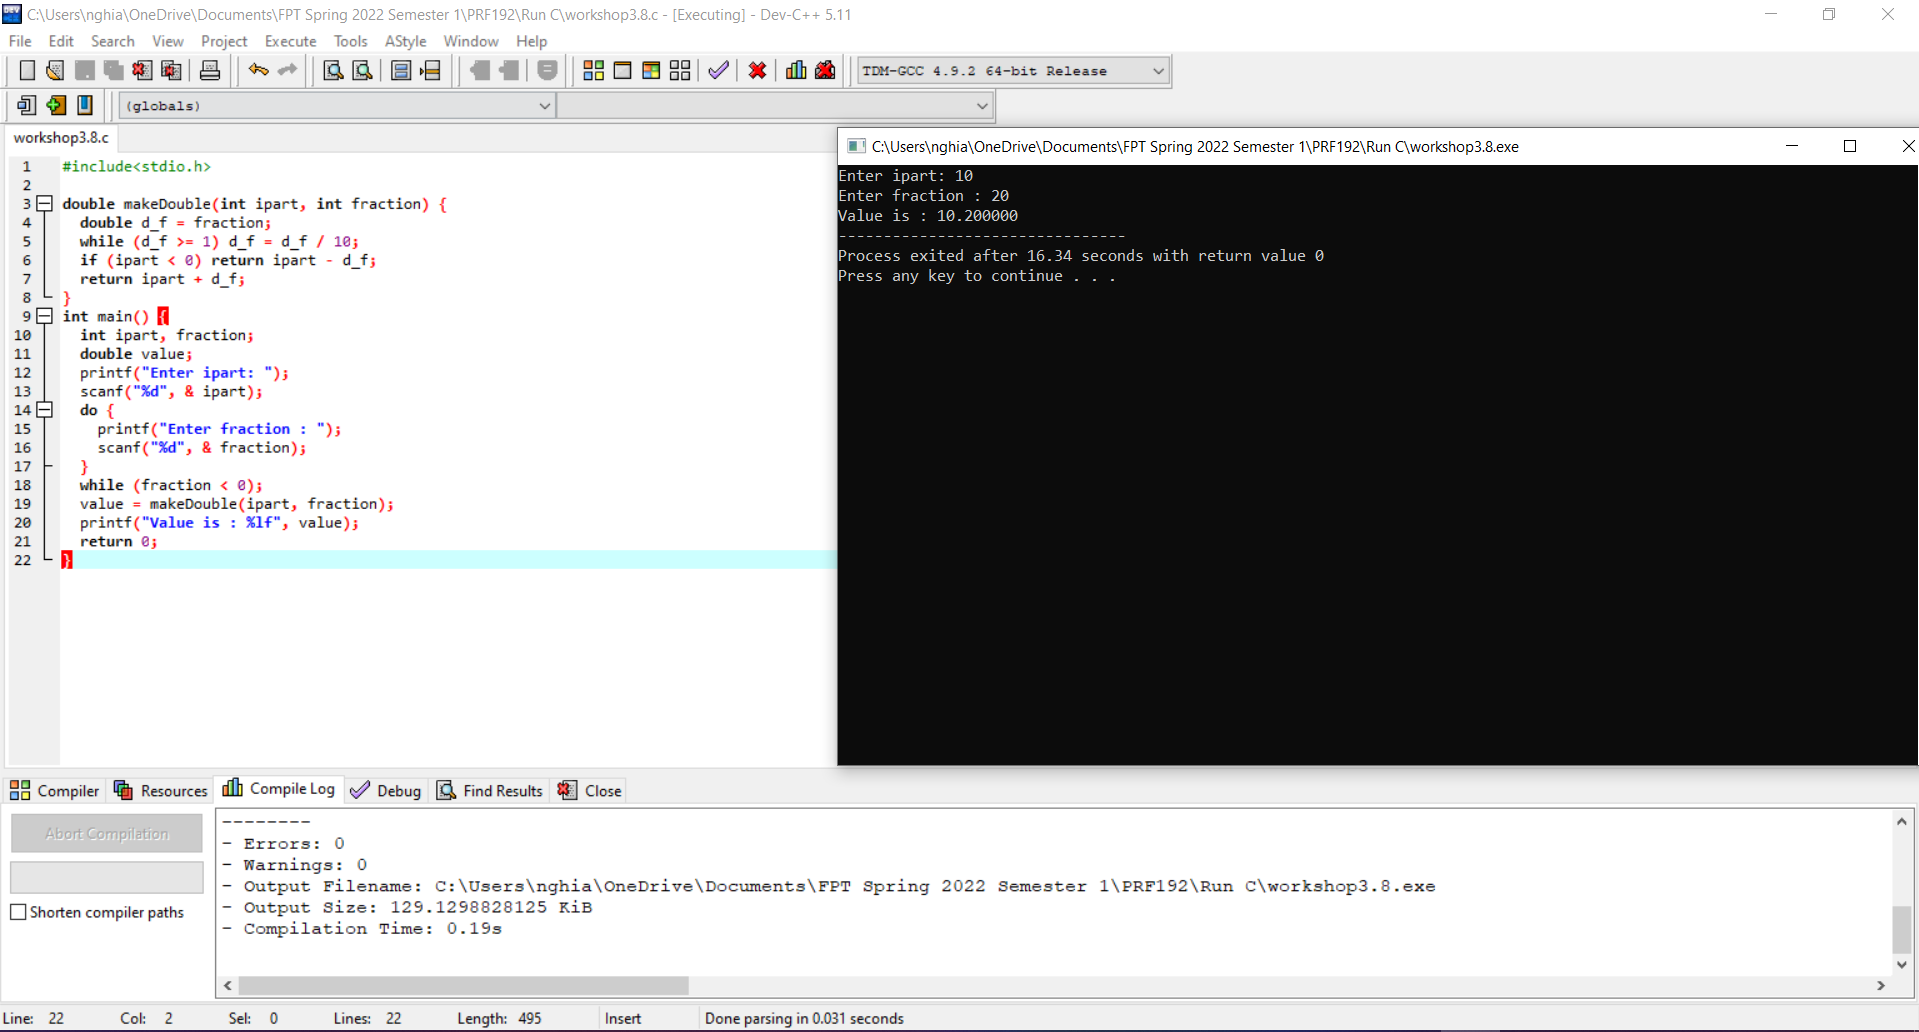 C:\Users\nghia\OneDrive\Documents\FPT Spring 2022 Semester 1\PRF192\Run C\workshop3.8.c - [Executing] - Dev-C++ 5.11
File Edit Search View Project Execute Tools AStyle Window Help
TDM-GCC 4.9.2 64-bit Release
(globals)
workshop3.8.c
1 #include<stdio.h>
2
3 double makeDouble(int ipart, int fraction) {
4 double d_f = fraction;
5 while (d_f >= 1) d_f = d_f / 10;
6 if (ipart < 0) return ipart - d_f;
7 return ipart + d_f;
8 }
9 int main() {
10 int ipart, fraction;
11 double value;
12 printf("Enter ipart: ");
13 scanf("%d", & ipart);
14 do {
15 printf("Enter fraction : ");
16 scanf("%d", & fraction);
17 }
18 while (fraction < 0);
19 value = makeDouble(ipart, fraction);
20 printf("Value is : %lf", value);
21 return 0;
22 }
C:\Users\nghia\OneDrive\Documents\FPT Spring 2022 Semester 1\PRF192\Run C\workshop3.8.exe
Enter ipart: 10
Enter fraction : 20
Value is : 10.200000
--------------------------------
Process exited after 16.34 seconds with return value 0
Press any key to continue . . .
Compiler Resources Compile Log Debug Find Results Close
Abort Compilation
Shorten compiler paths
--------
- Errors: 0
- Warnings: 0
- Output Filename: C:\Users\nghia\OneDrive\Documents\FPT Spring 2022 Semester 1\PRF192\Run C\workshop3.8.exe
- Output Size: 129.1298828125 KiB
- Compilation Time: 0.19s
Line: 22 Col: 2 Sel: 0 Lines: 22 Length: 495 Insert Done parsing in 0.031 seconds